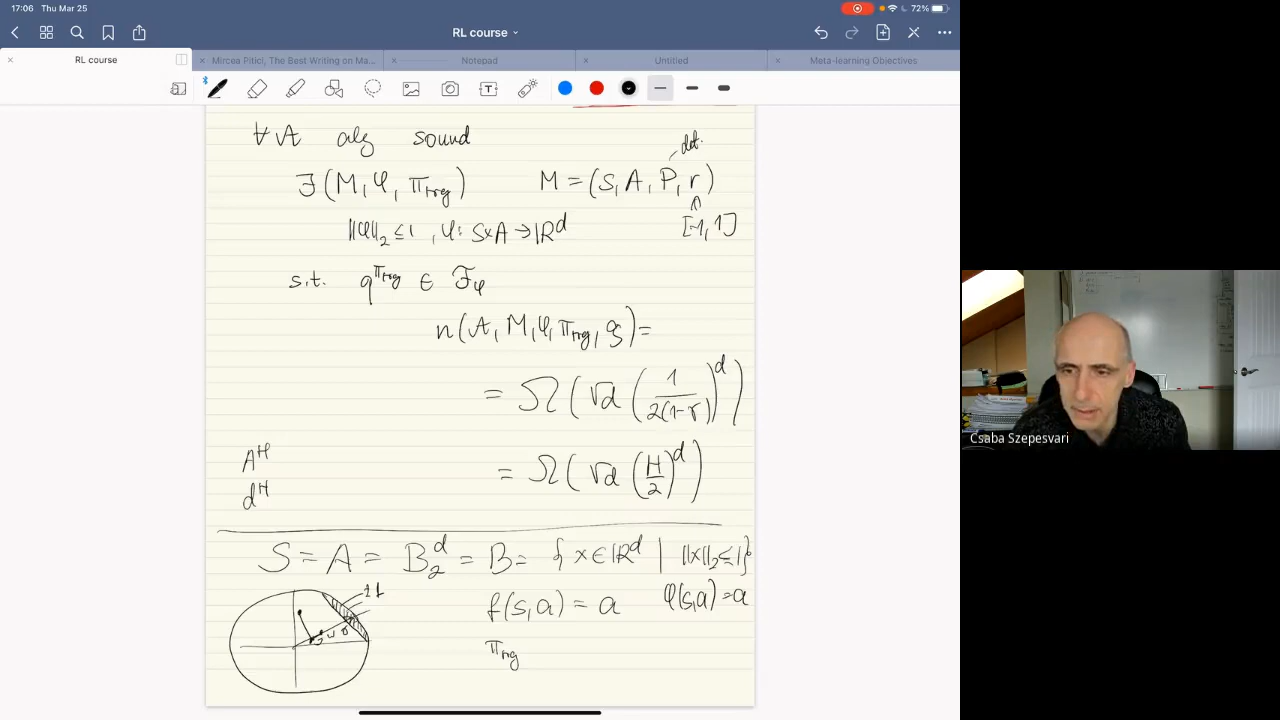 17:06 Thu Mar 25
72%
RL course
RL course
Mircea Pitici, The Best Writing on Ma...
Notepad
Untitled
Meta-learning Objectives
∀ A alg sound
det.
∃ (M, φ, π_trg) M = (S, A, P, r)
[-1, 1]
||φ||₂ ≤ 1, φ: S×A → ℝ^d
s.t. q^{π_trg} ∈ F_φ
n(A, M, φ, π_trg, ξ) =
= Ω(√d (1/(2(1-γ)))^d)
A^H
d^H
= Ω(√d (H/2)^d)
S = A = B₂^d = B = {x ∈ ℝ^d | ||x||₂ ≤ 1}
f(s,a) = a φ(s,a) = a
π_trg
Csaba Szepesvari